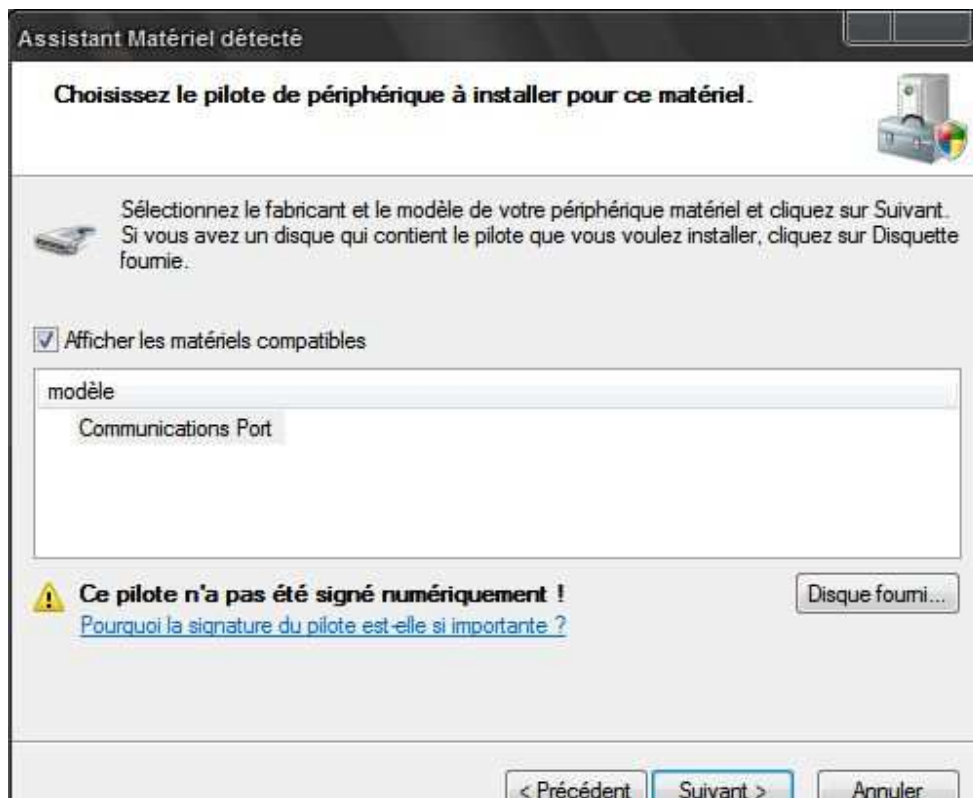 Assistant Matériel détecté
Choisissez le pilote de périphérique à installer pour ce matériel.
Sélectionnez le fabricant et le modèle de votre périphérique matériel et cliquez sur Suivant.
Si vous avez un disque qui contient le pilote que vous voulez installer, cliquez sur Disquette
fournie.
Afficher les matériels compatibles
modèle
Communications Port
Ce pilote n'a pas été signé numériquement !
Disque fourni...
Pourquoi la signature du pilote est-elle si importante ?
< Précédent
Suivant >
Annuler